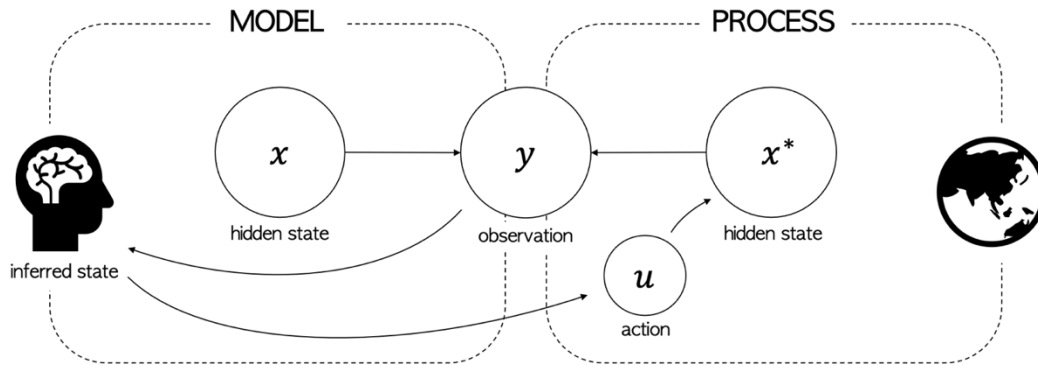 MODEL
PROCESS
x
y
x*
hidden state
observation
hidden state
inferred state
u
action